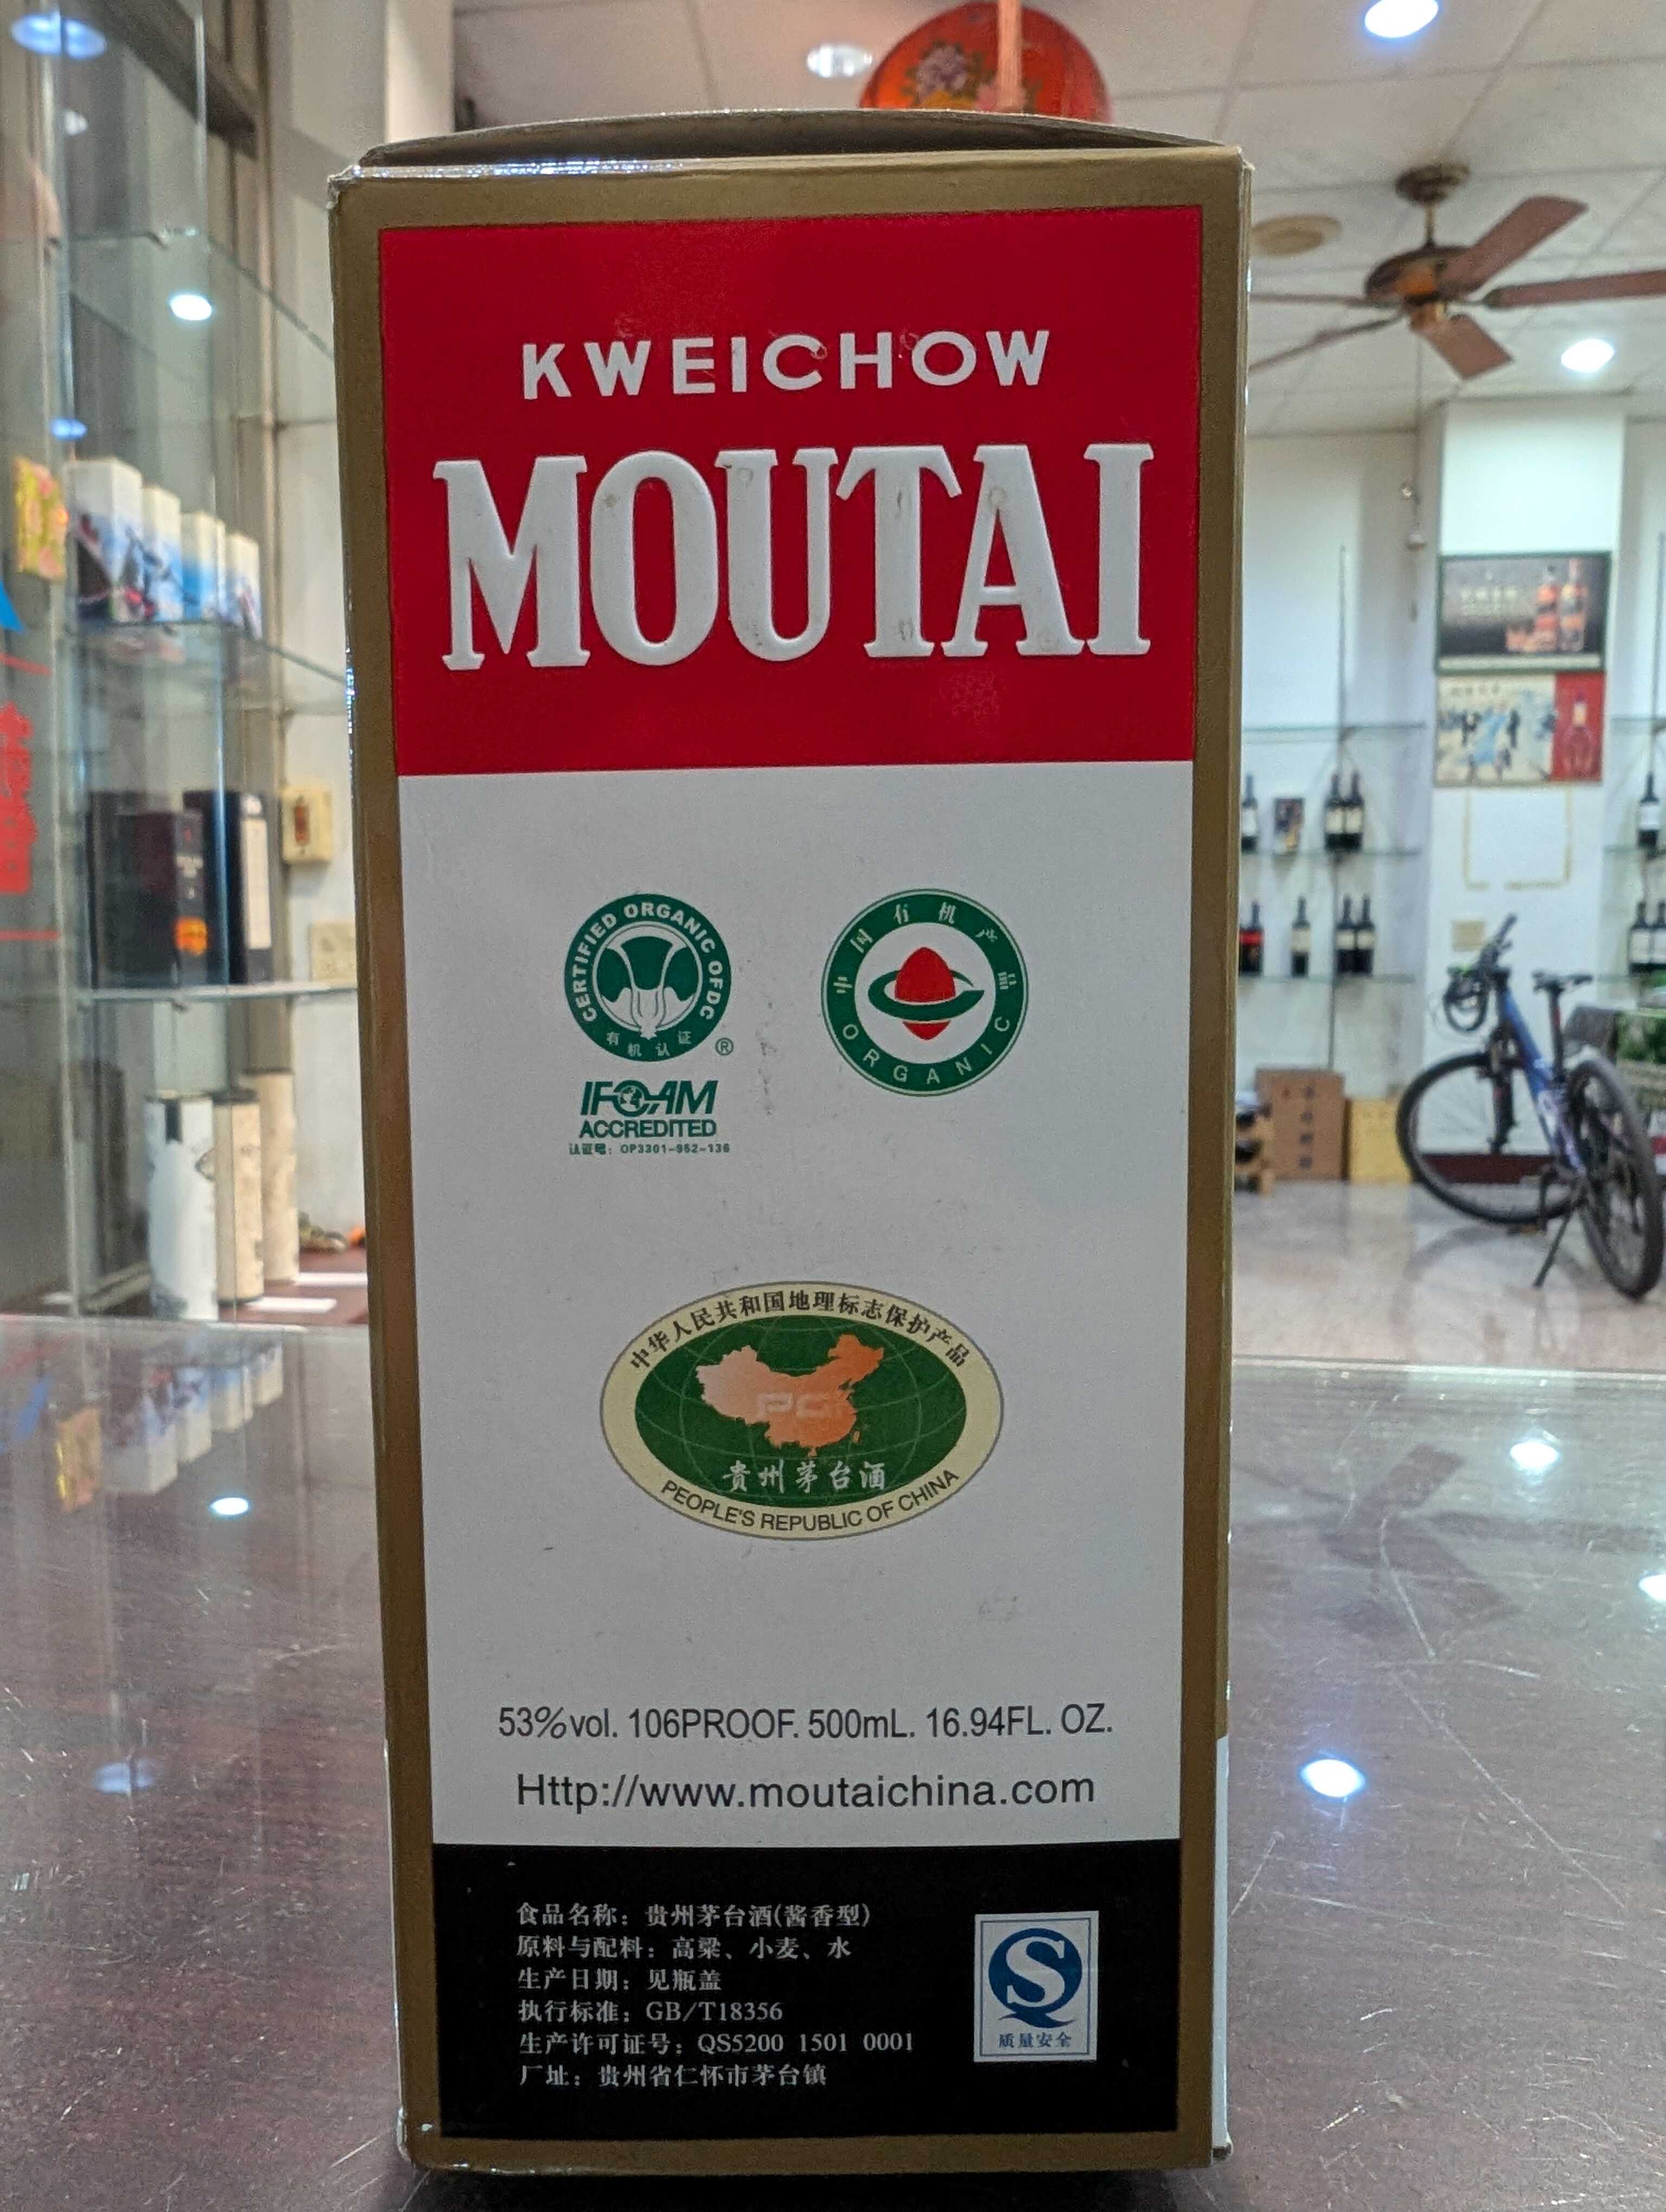 KWEICHOW
MOUTAI
CERTIFIED ORGANIC OFDC
有机认证
®
IFOAM
ACCREDITED
认证号：OP3301-952-136
中国有机产品
ORGANIC
中华人民共和国地理标志保护产品
PGI
贵州茅台酒
PEOPLE'S REPUBLIC OF CHINA
53%vol. 106PROOF. 500mL. 16.94FL. OZ.
Http://www.moutaichina.com
食品名称：贵州茅台酒(酱香型)
原料与配料：高粱、小麦、水
生产日期：见瓶盖
执行标准：GB/T18356
生产许可证号：QS5200 1501 0001
厂址：贵州省仁怀市茅台镇
质量安全